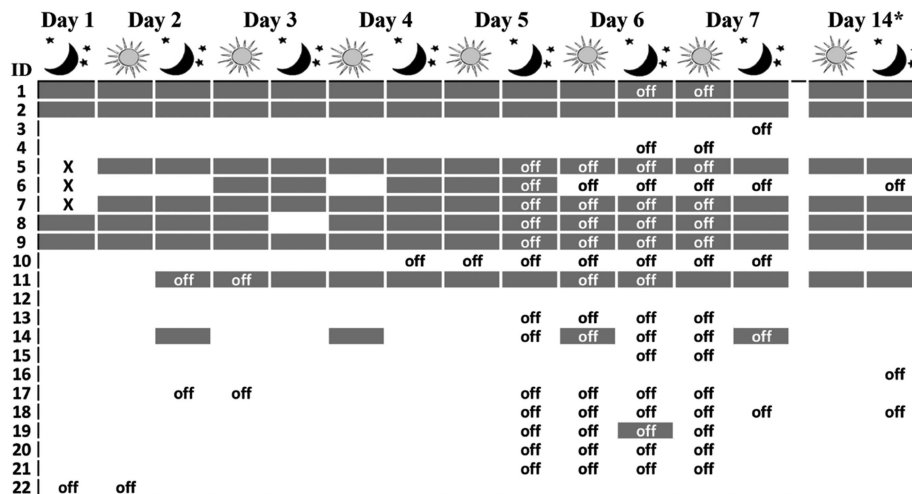 Day 1 Day 2 Day 3 Day 4 Day 5 Day 6 Day 7 Day 14*
ID
1 off off
2
3 off
4 off off
5 X off off off off
6 X off off off off off off
7 X off off off off
8 off off off off
9 off off off off
10 off off off off off off off
11 off off off off
12
13 off off off off
14 off off off off off
15 off off
16 off
17 off off off off off off
18 off off off off off off
19 off off off off
20 off off off off
21 off off off off
22 off off